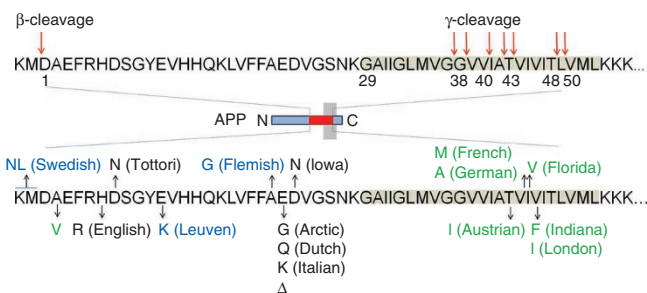 β-cleavage γ-cleavage
KMDAEFRHDSGYEVHHQKLVFFAEDVGSNKGAIIGLMVGGVVIATVIVITLVMLKKK...
1 29 38 40 43 48 50
APP N C
M (French)
NL (Swedish) N (Tottori) G (Flemish) N (Iowa) A (German) V (Florida)
KMDAEFRHDSGYEVHHQKLVFFAEDVGSNKGAIIGLMVGGVVIATVIVITLVMLKKK...
V R (English) K (Leuven) G (Arctic) I (Austrian) F (Indiana)
Q (Dutch) I (London)
K (Italian)
Δ